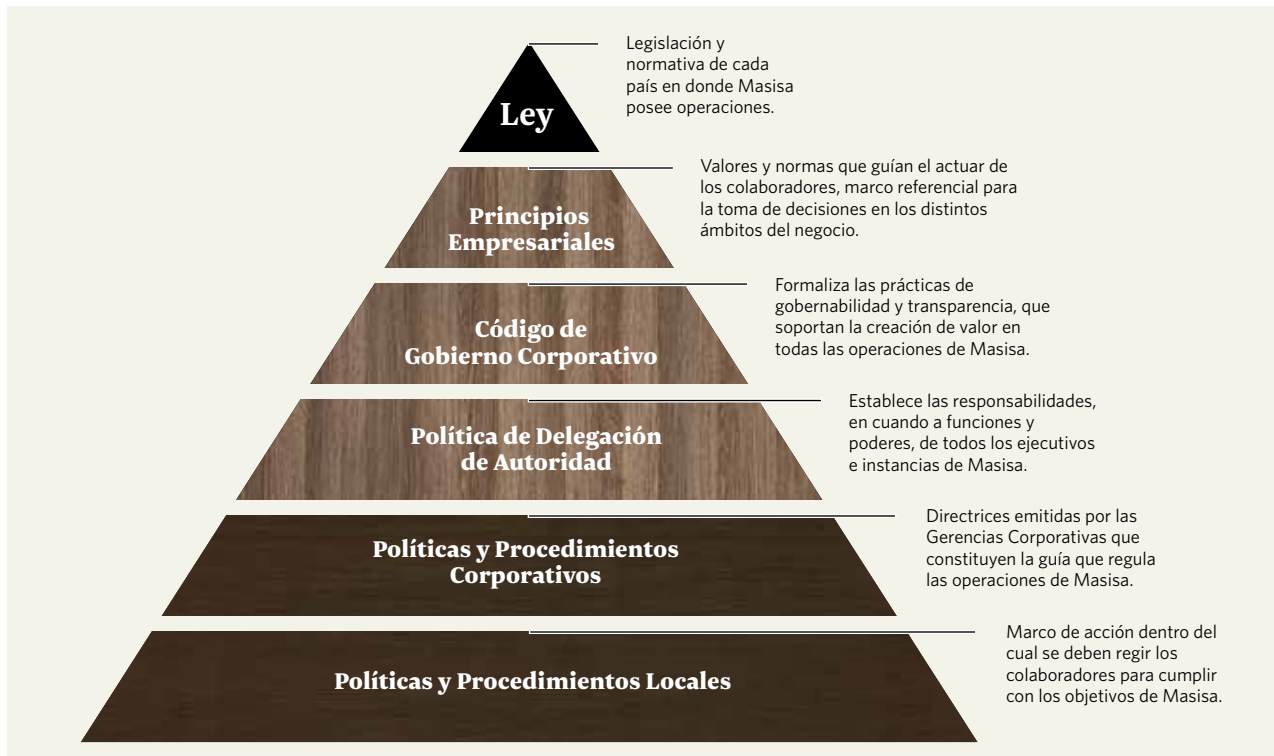 Ley
Legislación y
normativa de cada
país en donde Masisa
posee operaciones.
Principios
Empresariales
Valores y normas que guían el actuar de
los colaboradores, marco referencial para
la toma de decisiones en los distintos
ámbitos del negocio.
Código de
Gobierno Corporativo
Formaliza las prácticas de
gobernabilidad y transparencia, que
soportan la creación de valor en
todas las operaciones de Masisa.
Política de Delegación
de Autoridad
Establece las responsabilidades,
en cuando a funciones y
poderes, de todos los ejecutivos
e instancias de Masisa.
Políticas y Procedimientos
Corporativos
Directrices emitidas por las
Gerencias Corporativas que
constituyen la guía que regula
las operaciones de Masisa.
Políticas y Procedimientos Locales
Marco de acción dentro del
cual se deben regir los
colaboradores para cumplir
con los objetivos de Masisa.